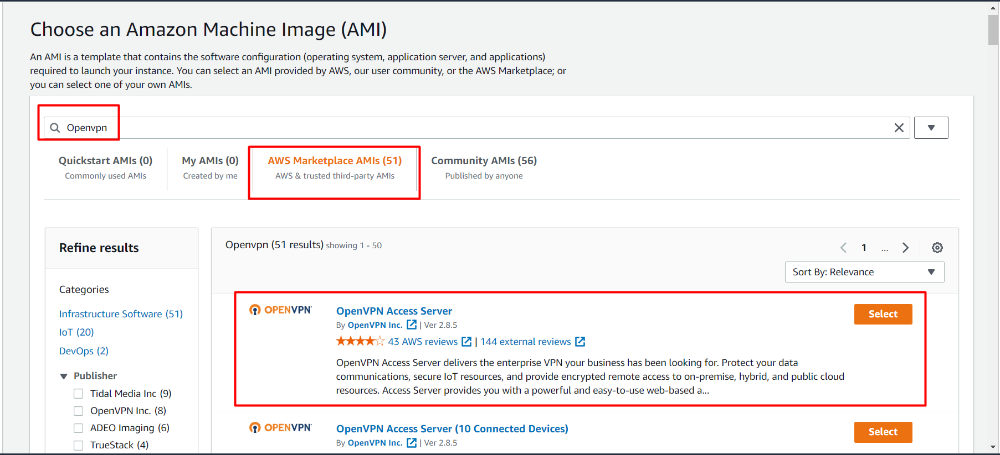 Choose an Amazon Machine Image (AMI)
An AMI is a template that contains the software configuration (operating system, application server, and applications)
required to launch your instance. You can select an AMI provided by AWS, our user community, or the AWS Marketplace; or
you can select one of your own AMIs.
Openvpn
Quickstart AMIs (0)
Commonly used AMIs
My AMIs (0)
Created by me
AWS Marketplace AMIs (51)
AWS & trusted third-party AMIs
Community AMIs (56)
Published by anyone
Refine results
Categories
Infrastructure Software (51)
IoT (20)
DevOps (2)
Publisher
Tidal Media Inc (9)
OpenVPN Inc. (8)
ADEO Imaging (6)
TrueStack (4)
Openvpn (51 results) showing 1 - 50
1 ...
Sort By: Relevance
OPENVPN
OpenVPN Access Server
By OpenVPN Inc. | Ver 2.8.5
43 AWS reviews | 144 external reviews
OpenVPN Access Server delivers the enterprise VPN your business has been looking for. Protect your data
communications, secure IoT resources, and provide encrypted remote access to on-premise, hybrid, and public cloud
resources. Access Server provides you with a powerful and easy-to-use web-based a...
Select
OPENVPN
OpenVPN Access Server (10 Connected Devices)
By OpenVPN Inc. | Ver 2.8.5
Select